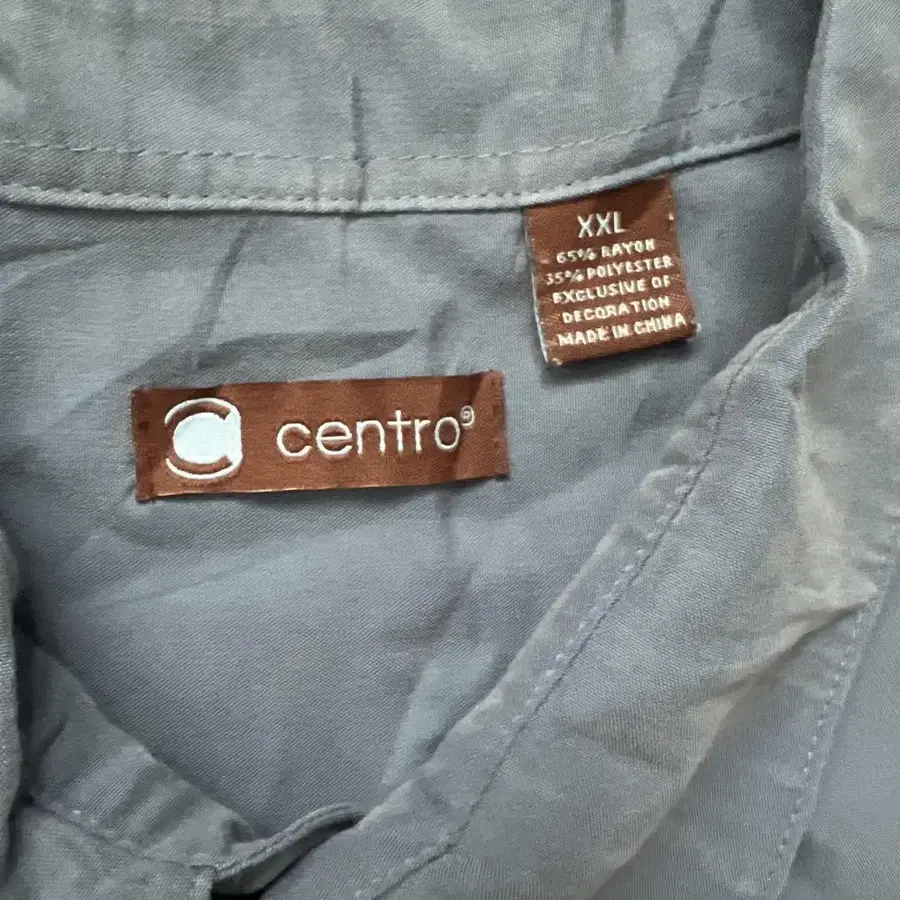 XXL
65% RAYON
35% POLYESTER
EXCLUSIVE OF
DECORATION
MADE IN CHINA
centro®